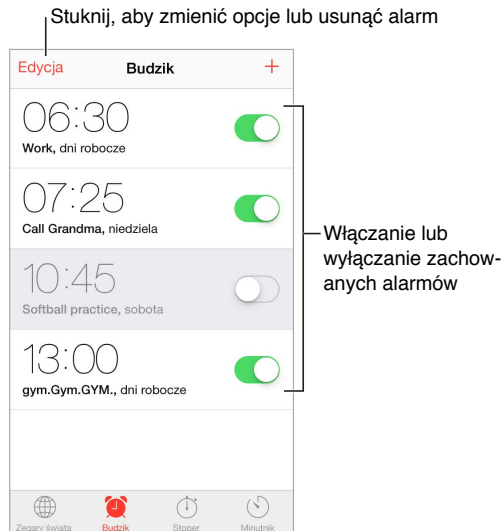 Stuknij, aby zmienić opcje lub usunąć alarm
Edycja Budzik +
06:30
Work, dni robocze
07:25
Call Grandma, niedziela
10:45
Softball practice, sobota
13:00
gym.Gym.GYM., dni robocze
Włączanie lub
wyłączanie zachow-
anych alarmów
Zegary świata Budzik Stoper Minutnik